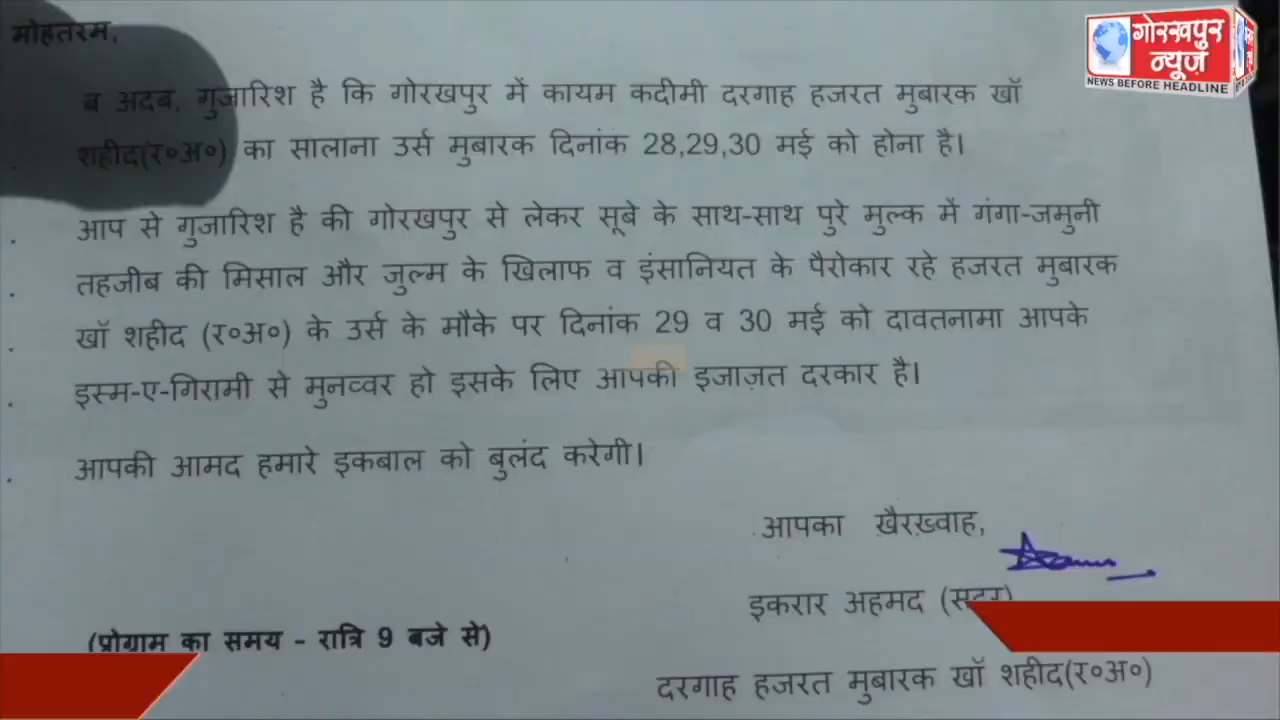 गोरखपुर
न्यूज़
NEWS BEFORE HEADLINE
मोहतरम,
ब अदब, गुजारिश है कि गोरखपुर में कायम कदीमी दरगाह हजरत मुबारक खॉ
शहीद(र०अ०) का सालाना उर्स मुबारक दिनांक 28,29,30 मई को होना है।
आप से गुजारिश है की गोरखपुर से लेकर सूबे के साथ-साथ पुरे मुल्क में गंगा-जमुनी
तहजीब की मिसाल और जुल्म के खिलाफ व इंसानियत के पैरोकार रहे हजरत मुबारक
खॉ शहीद (र०अ०) के उर्स के मौके पर दिनांक 29 व 30 मई को दावतनामा आपके
इस्म-ए-गिरामी से मुनव्वर हो इसके लिए आपकी इजाज़त दरकार है।
आपकी आमद हमारे इकबाल को बुलंद करेगी।
आपका ख़ैरख़्वाह,
इकरार अहमद (सदर)
(प्रोग्राम का समय - रात्रि 9 बजे से)
दरगाह हजरत मुबारक खॉ शहीद(र०अ०)